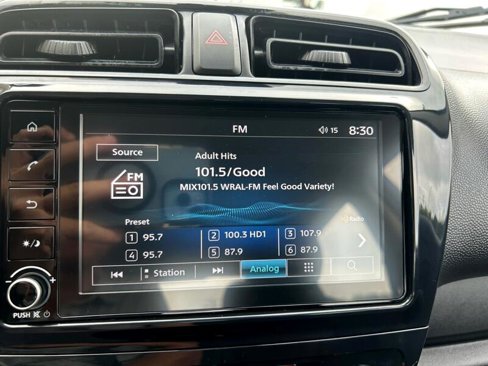 FM
15
8:30
Source
Adult Hits
FM
101.5/Good
MIX101.5 WRAL-FM Feel Good Variety!
Preset
Radio
1 95.7
2 100.3 HD1
3 107.9
4 95.7
5 87.9
6 87.9
Station
Analog
PUSH